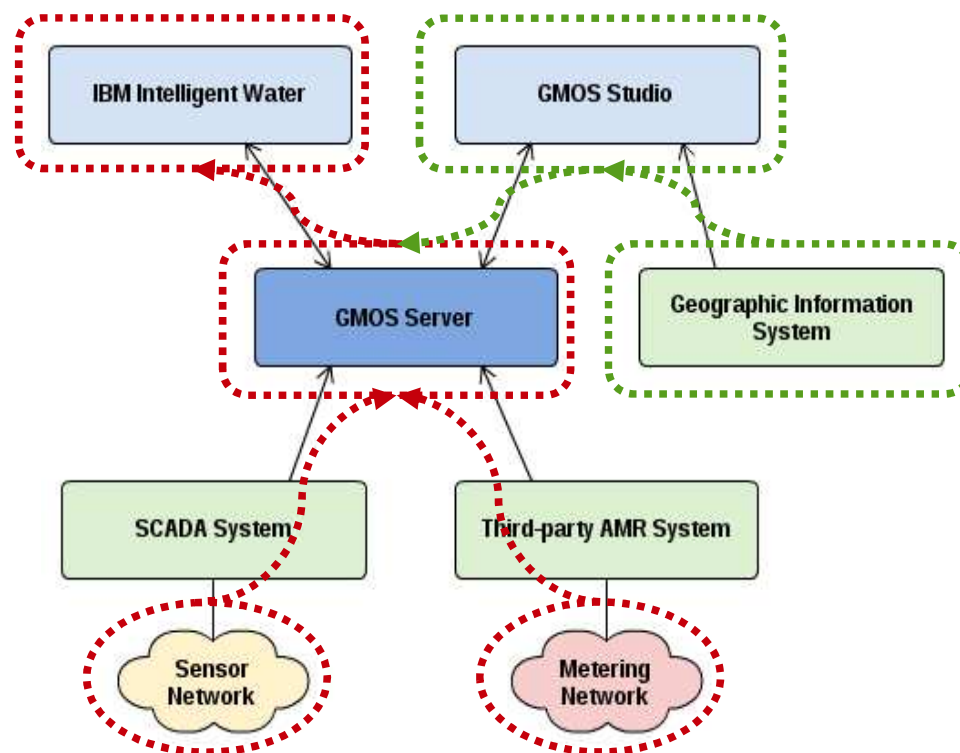 IBM Intelligent Water
GMOS Studio
GMOS Server
Geographic Information
System
SCADA System
Third-party AMR System
Sensor
Network
Metering
Network